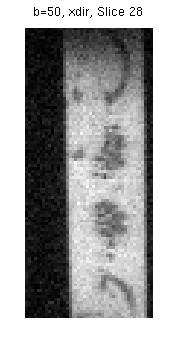 b=50, xdir, Slice 28